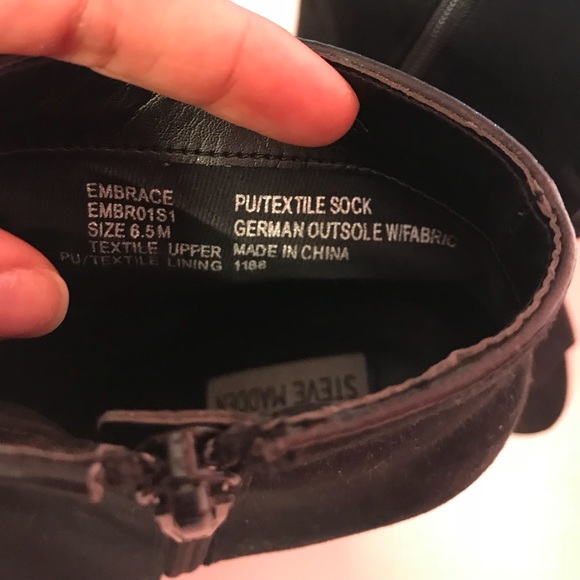 EMBRACE
EMBR01S1
SIZE 6.5M
TEXTILE UPPER
PU/TEXTILE LINING
PU/TEXTILE SOCK
GERMAN OUTSOLE W/FABRIC
MADE IN CHINA
1186
STEVE MADDEN